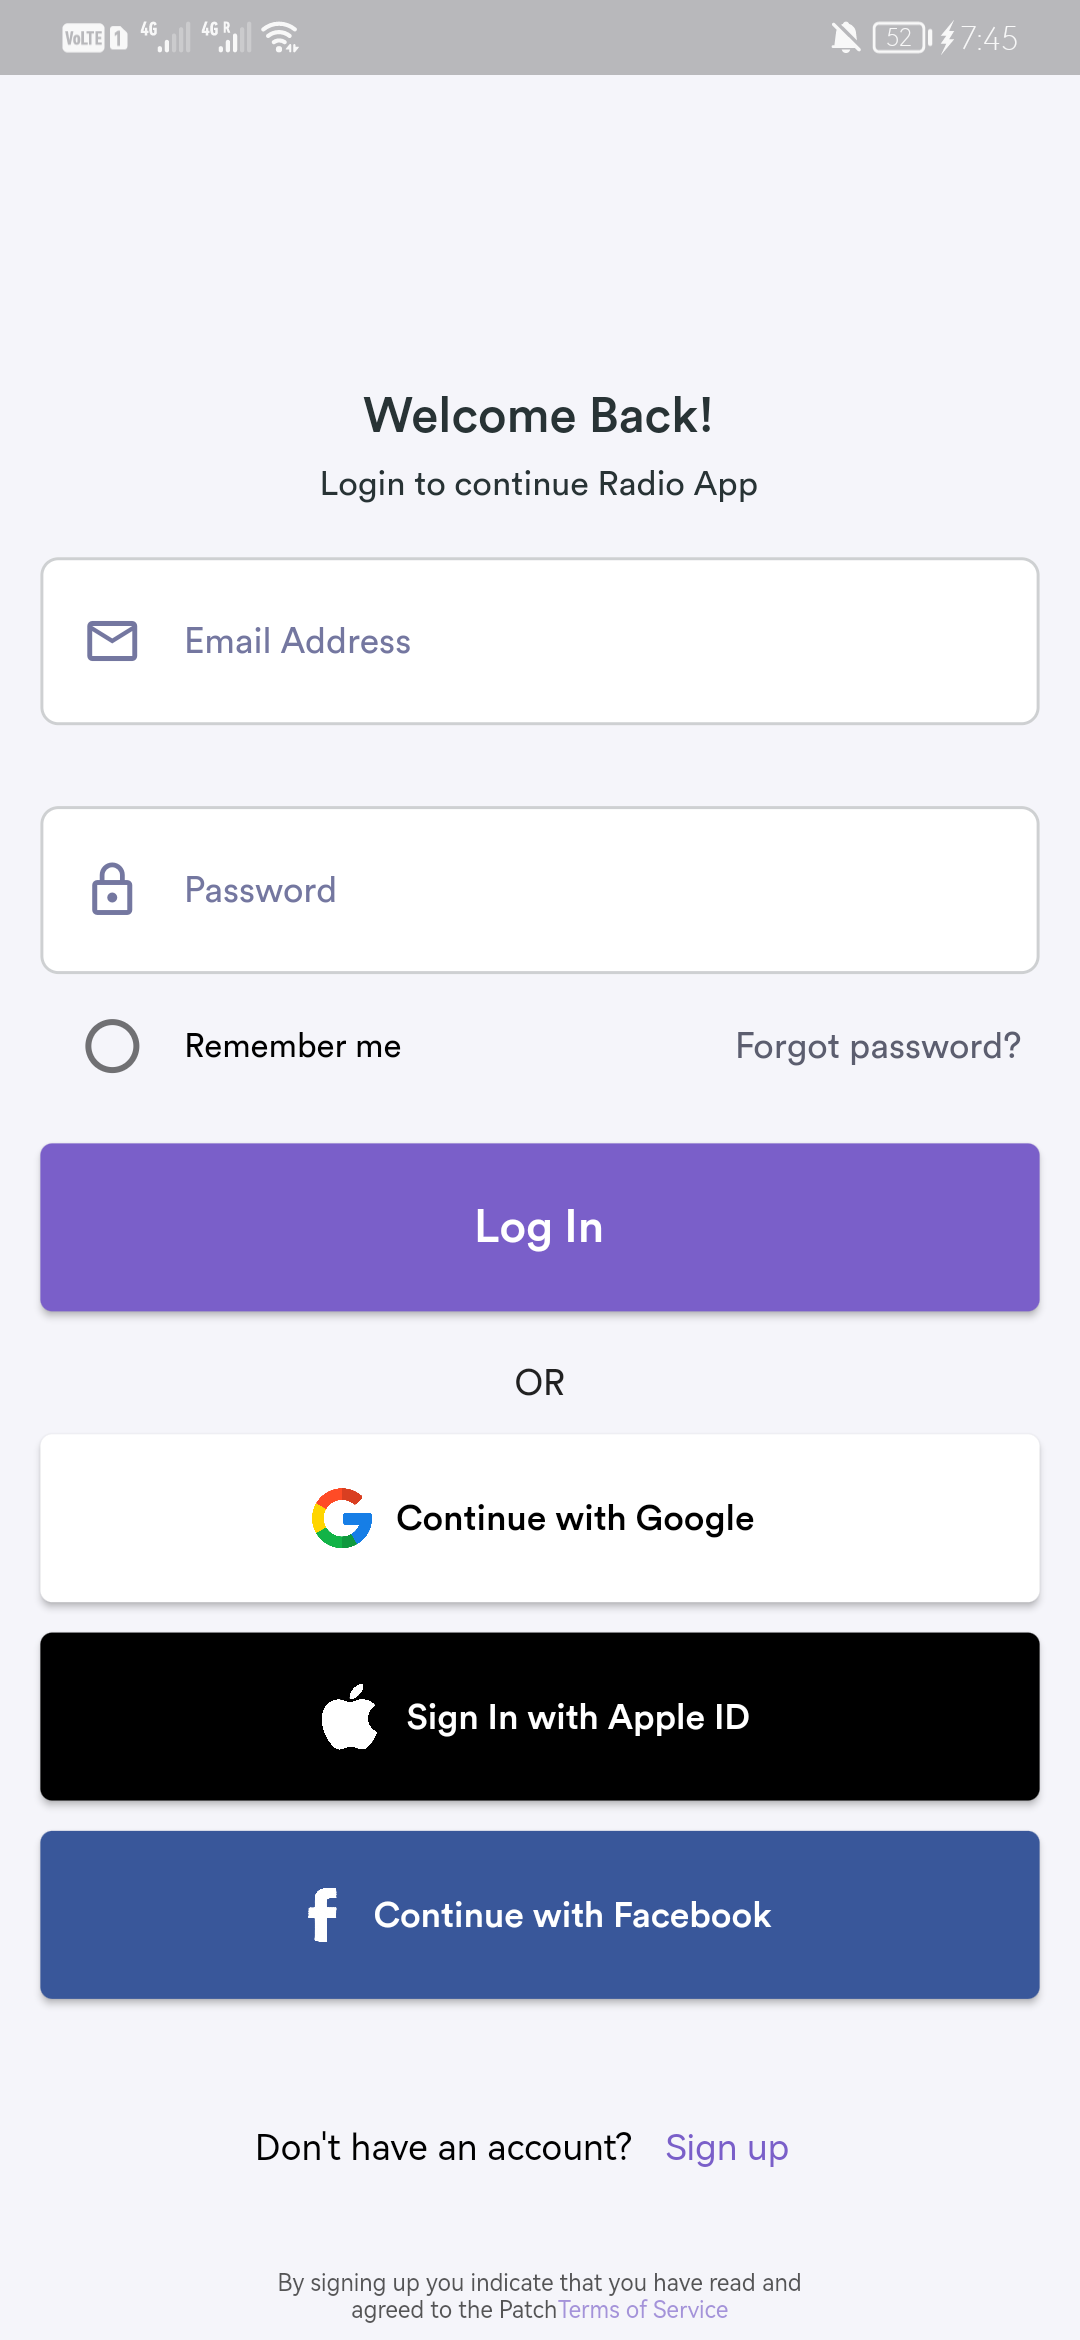 VoLTE 1 4G 4G R 52 7:45
Welcome Back!
Login to continue Radio App
Email Address
Password
Remember me Forgot password?
Log In
OR
Continue with Google
Sign In with Apple ID
Continue with Facebook
Don't have an account? Sign up
By signing up you indicate that you have read and
agreed to the PatchTerms of Service